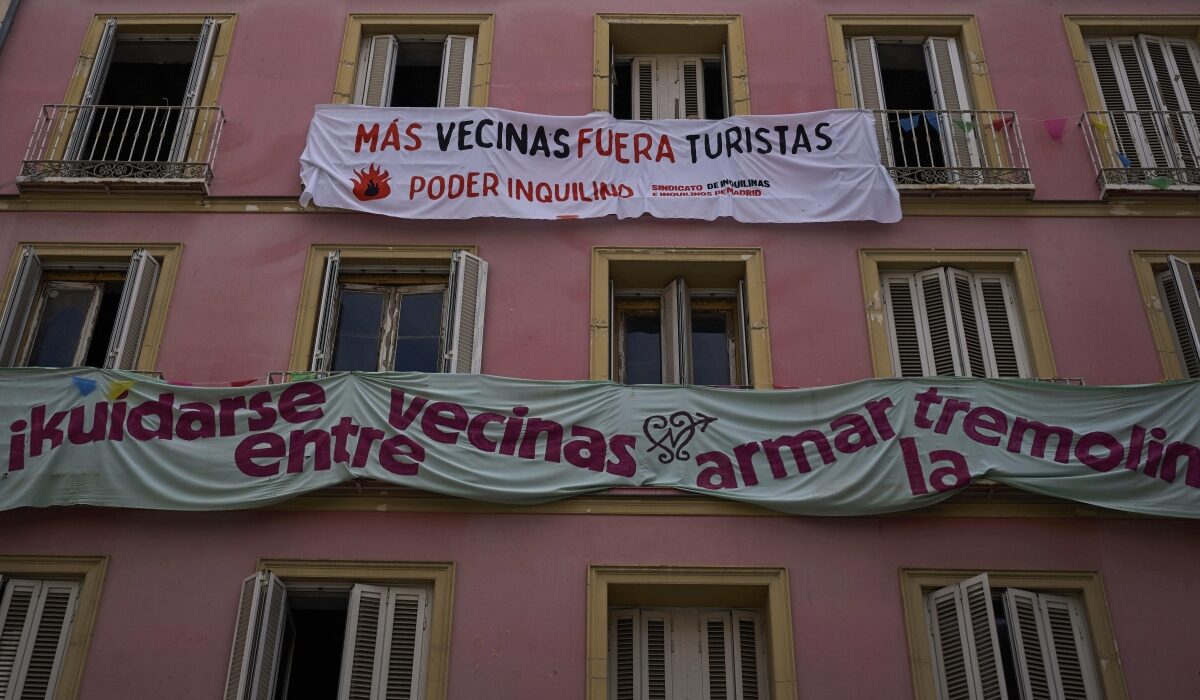 MÁS VECINAS FUERA TURISTAS
PODER INQUILINO
SINDICATO DE INQUILINAS
E INQUILINOS DE MADRID
¡kuidarse
entre
vecinas
armar
la
tremolin